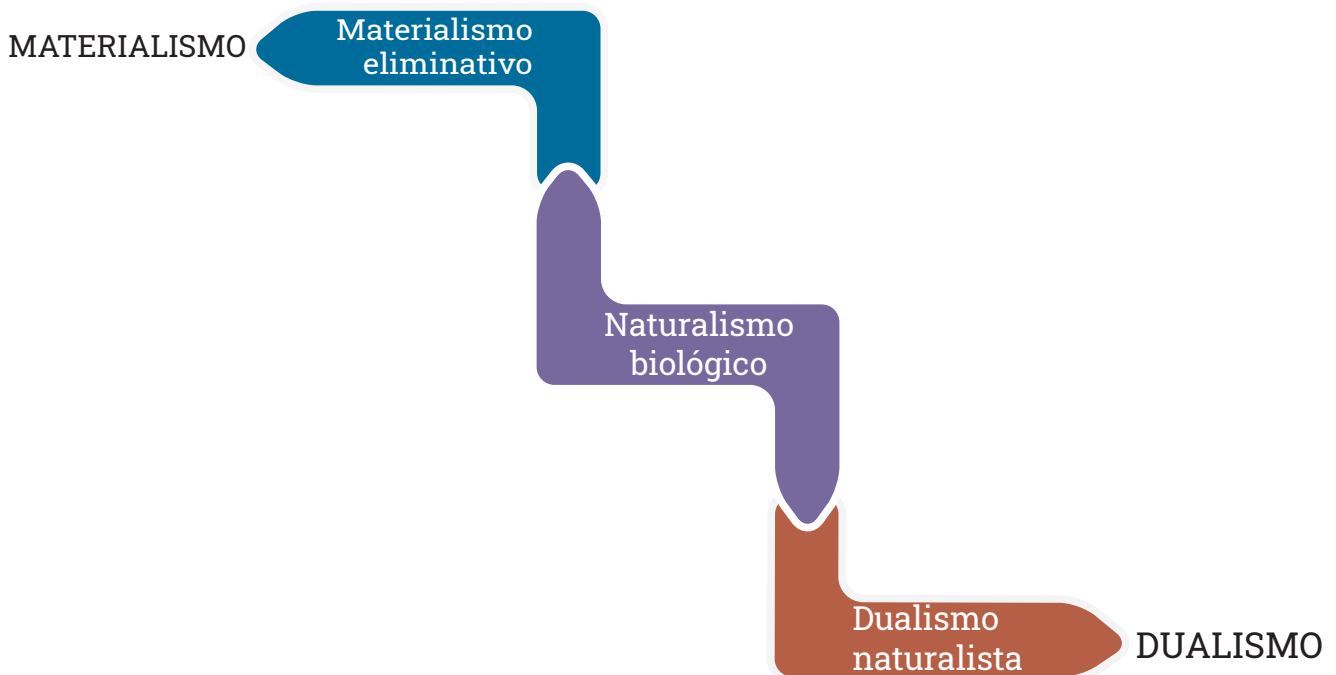 MATERIALISMO
Materialismo
eliminativo
Naturalismo
biológico
Dualismo
naturalista
DUALISMO